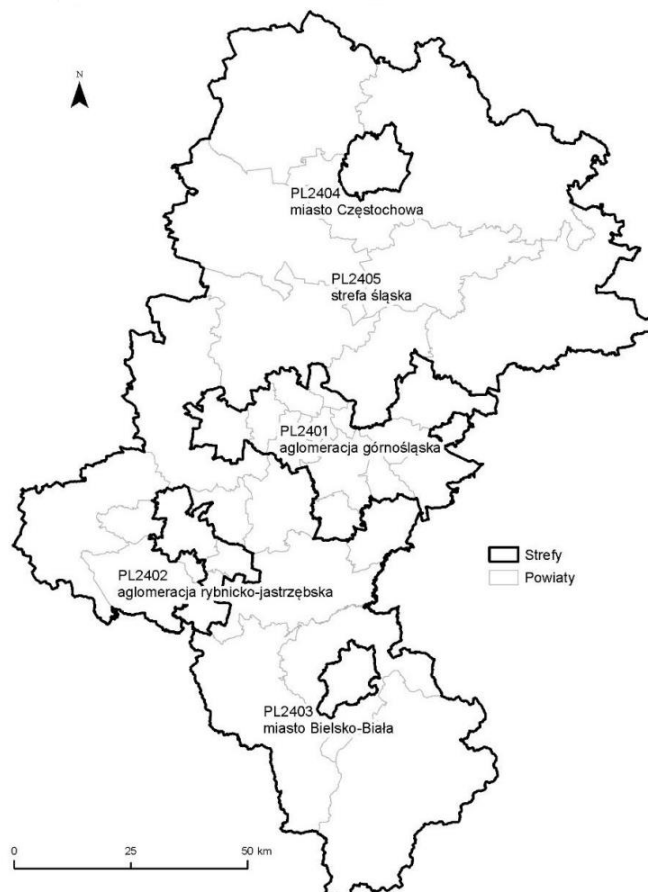 N
PL2404
miasto Częstochowa
PL2405
strefa śląska
PL2401
aglomeracja górnośląska
Strefy
Powiaty
PL2402
aglomeracja rybnicko-jastrzębska
PL2403
miasto Bielsko-Biała
0 25 50 km